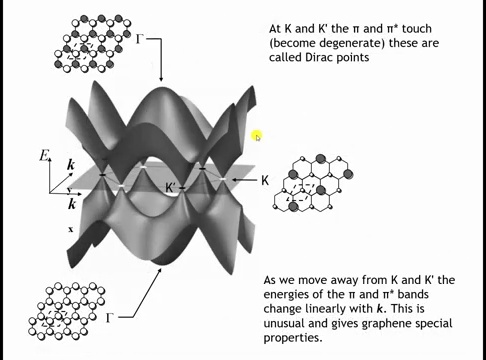 Γ
At K and K' the π and π* touch
(become degenerate) these are
called Dirac points
E
k
K'
K
k
x
Γ
As we move away from K and K' the
energies of the π and π* bands
change linearly with k. This is
unusual and gives graphene special
properties.